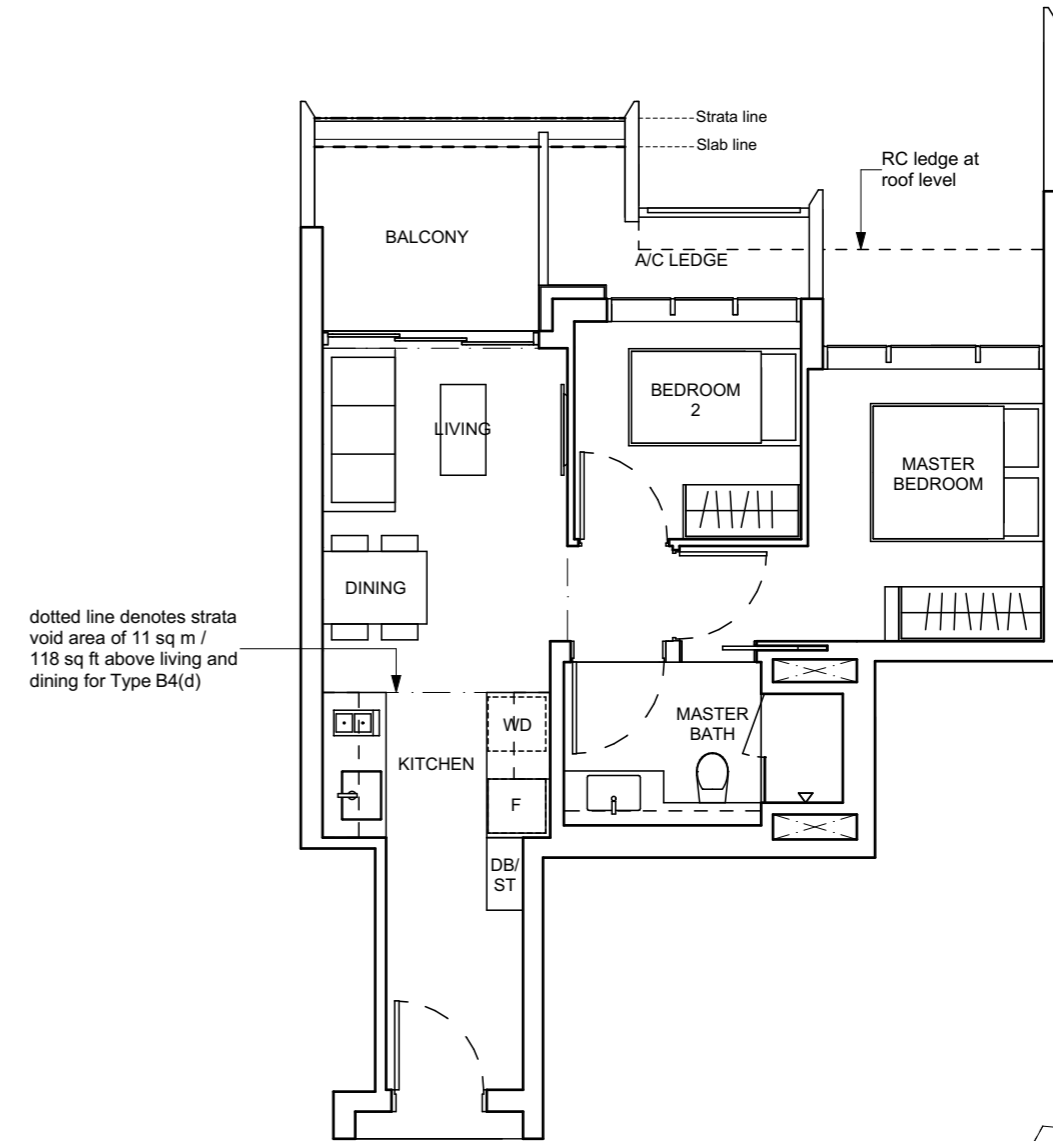 Strata line
Slab line
RC ledge at
roof level
BALCONY
A/C LEDGE
BEDROOM
2
LIVING
MASTER
BEDROOM
DINING
dotted line denotes strata
void area of 11 sq m /
118 sq ft above living and
dining for Type B4(d)
WD
MASTER
BATH
KITCHEN
F
DB/
ST